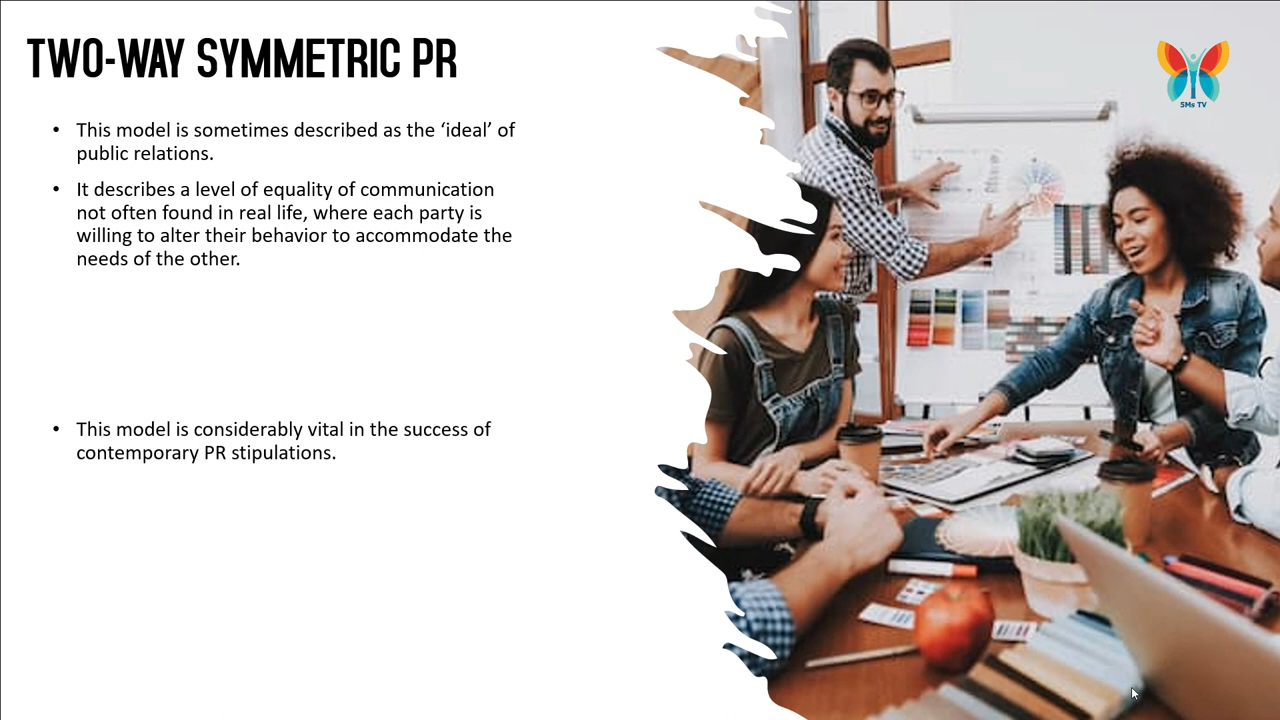 TWO-WAY SYMMETRIC PR
5Ms TV
• This model is sometimes described as the ‘ideal’ of
public relations.
• It describes a level of equality of communication
not often found in real life, where each party is
willing to alter their behavior to accommodate the
needs of the other.
• This model is considerably vital in the success of
contemporary PR stipulations.